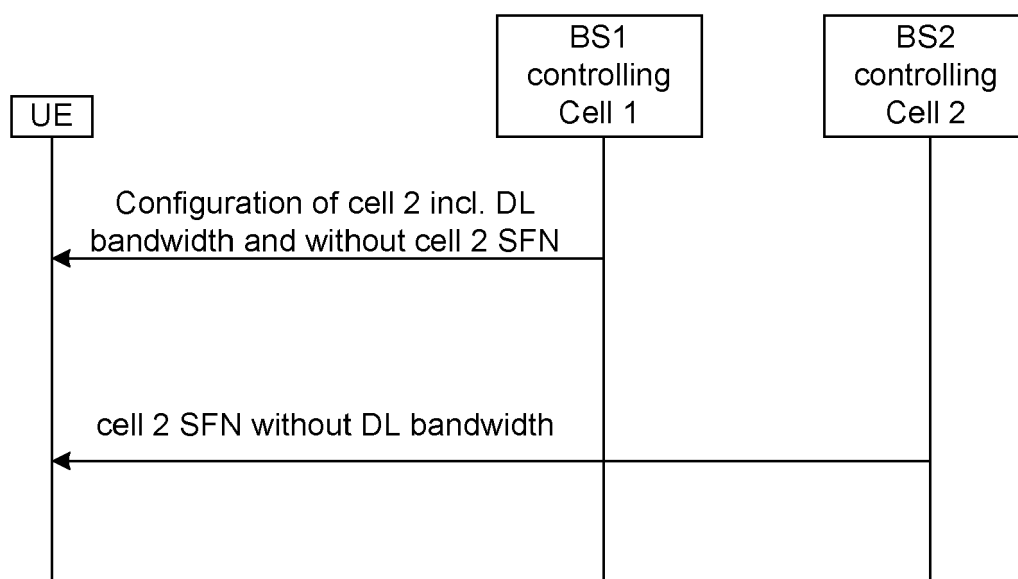 BS1
controlling
Cell 1
BS2
controlling
Cell 2
UE
Configuration of cell 2 incl. DL
bandwidth and without cell 2 SFN
cell 2 SFN without DL bandwidth